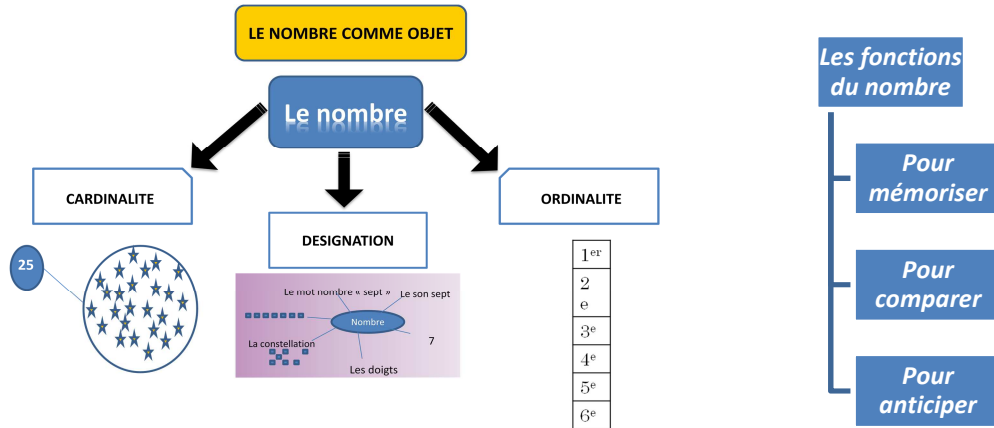 LE NOMBRE COMME OBJET
Le nombre
CARDINALITE
25
DESIGNATION
Le mot nombre « sept »
Le son sept
Nombre
La constellation
7
Les doigts
ORDINALITE
1er
2
e
3e
4e
5e
6e
Les fonctions
du nombre
Pour
mémoriser
Pour
comparer
Pour
anticiper